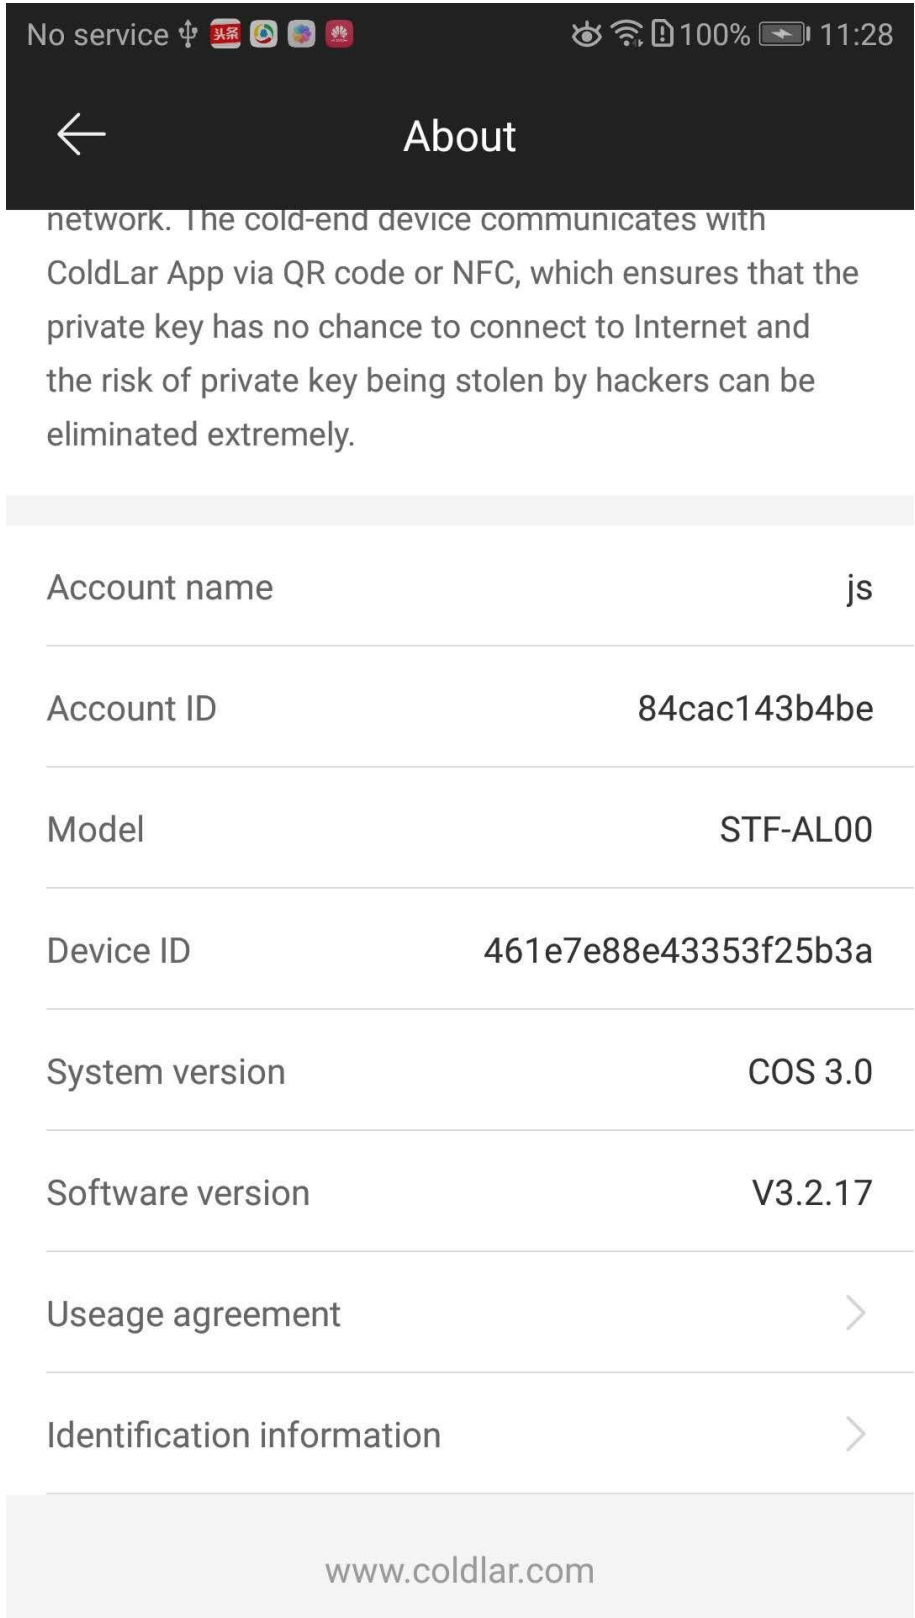 No service 头条 100% 11:28
About
network. The cold-end device communicates with
ColdLar App via QR code or NFC, which ensures that the
private key has no chance to connect to Internet and
the risk of private key being stolen by hackers can be
eliminated extremely.
Account name js
Account ID 84cac143b4be
Model STF-AL00
Device ID 461e7e88e43353f25b3a
System version COS 3.0
Software version V3.2.17
Useage agreement
Identification information
www.coldlar.com